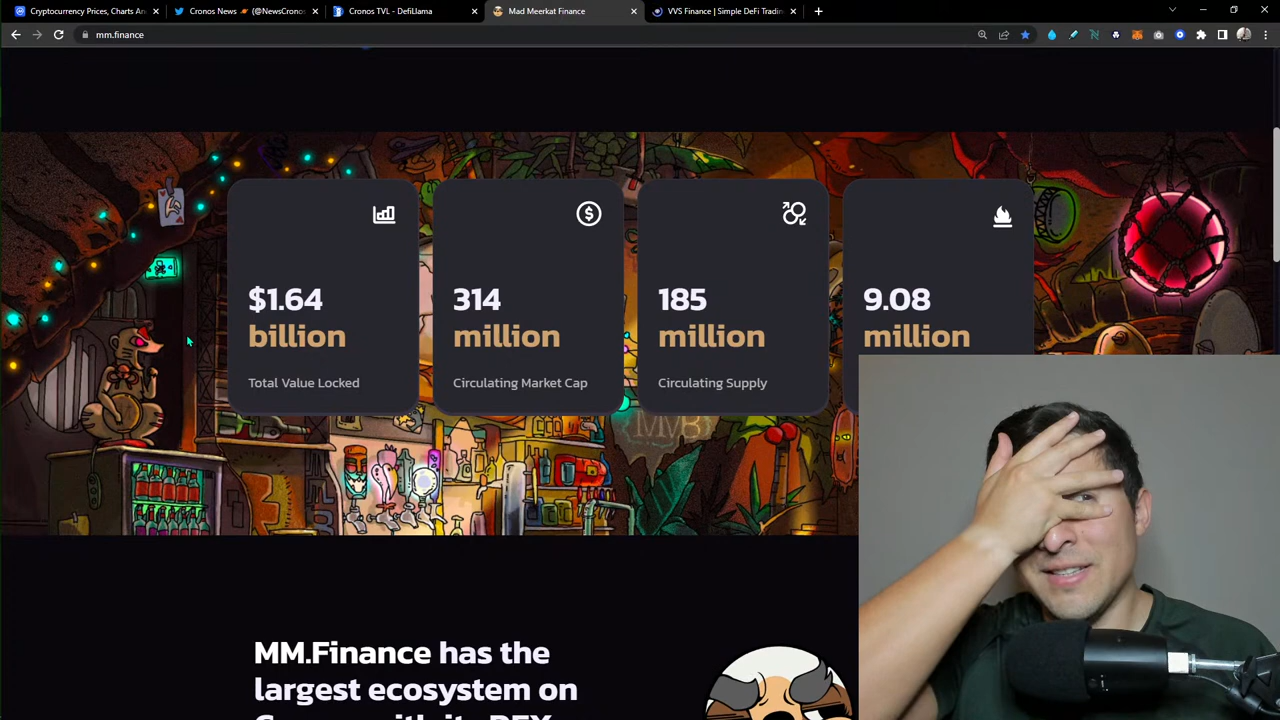 Cryptocurrency Prices, Charts An
Cronos News
(@NewsCronos
Cronos TVL - DefiLlama
Mad Meerkat Finance
VVS Finance | Simple DeFi Tradin
mm.finance
$1.64
billion
Total Value Locked
314
million
Circulating Market Cap
185
million
Circulating Supply
9.08
million
MMB
MM.Finance has the
largest ecosystem on